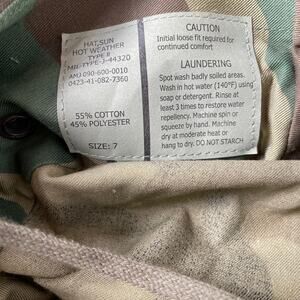 HAT, SUN
HOT WEATHER
TYPE II
MIL-TYPE-J-44320
AMJ 090-600-0010
0423-41-082-7360
55% COTTON
45% POLYESTER
SIZE: 7
CAUTION
Initial loose fit required for
continued comfort
LAUNDERING
Spot wash badly soiled areas.
Wash in hot water (140°F) using
soap or detergent. Rinse at
least 3 times to restore water
repellency. Machine spin or
squeeze by hand. Machine
dry at moderate heat or
hang to dry. DO NOT STARCH